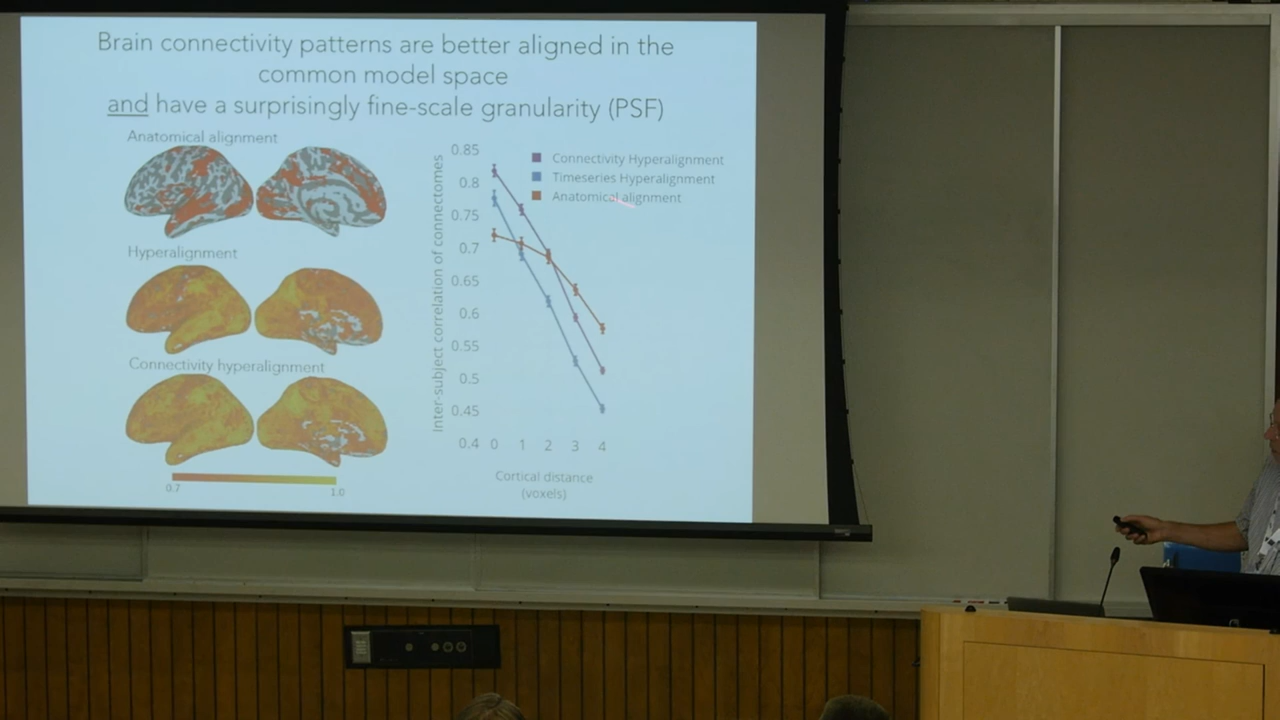 Brain connectivity patterns are better aligned in the
common model space
and have a surprisingly fine-scale granularity (PSF)
Anatomical alignment
Hyperalignment
Connectivity hyperalignment
0.7
1.0
Inter-subject correlation of connectomes
0.85
0.8
0.75
0.7
0.65
0.6
0.55
0.5
0.45
0.4
0 1 2 3 4
Cortical distance
(voxels)
Connectivity Hyperalignment
Timeseries Hyperalignment
Anatomical alignment